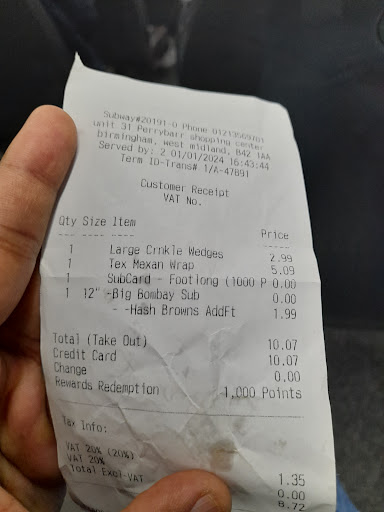 Subway#20191-0 Phone 01213569701
unit 31 Perrybarr shopping center
birmingham, west midland, B42 1AA
Served by: 2 01/01/2024 16:43:44
Term ID-Trans# 1/A-47891
Customer Receipt
VAT No.
Qty Size Item Price
1 Large Crnkle Wedges 2.99
1 Tex Mexan Wrap 5.09
1 SubCard - Footlong (1000 P 0.00
1 12" -Big Bombay Sub 0.00
- -Hash Browns AddFt 1.99
Total (Take Out) 10.07
Credit Card 10.07
Change 0.00
Rewards Redemption 1,000 Points
Tax Info:
VAT 20% (20%) 1.35
VAT 20% 0.00
Total Excl-VAT 8.72